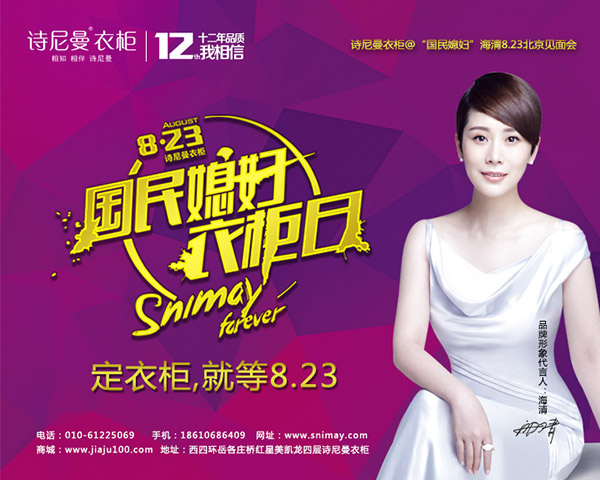 诗尼曼®衣柜
相知 相伴 诗尼曼
12th 十二年品质
我相信
诗尼曼衣柜@“国民媳妇”海清8.23北京见面会
AUGUST
8·23
诗尼曼衣柜
国民媳妇
衣柜日
Snimay
forever
定衣柜,就等8.23
品牌形象代言人：海清
电话：010-61225069 手机：18610686409 网址：www.snimay.com
商城：www.jiaju100.com 地址：西四环岳各庄桥红星美凯龙四层诗尼曼衣柜